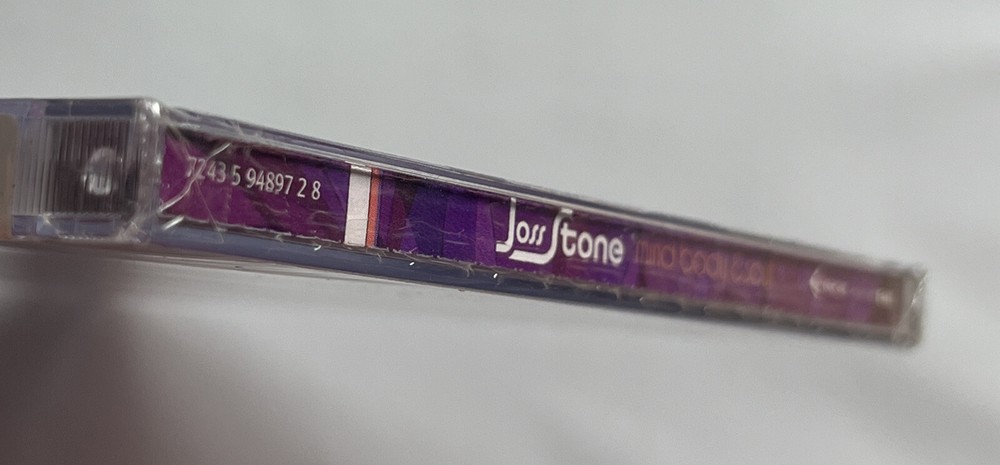 7243 5 94897 2 8
Joss Stone
mind body & soul